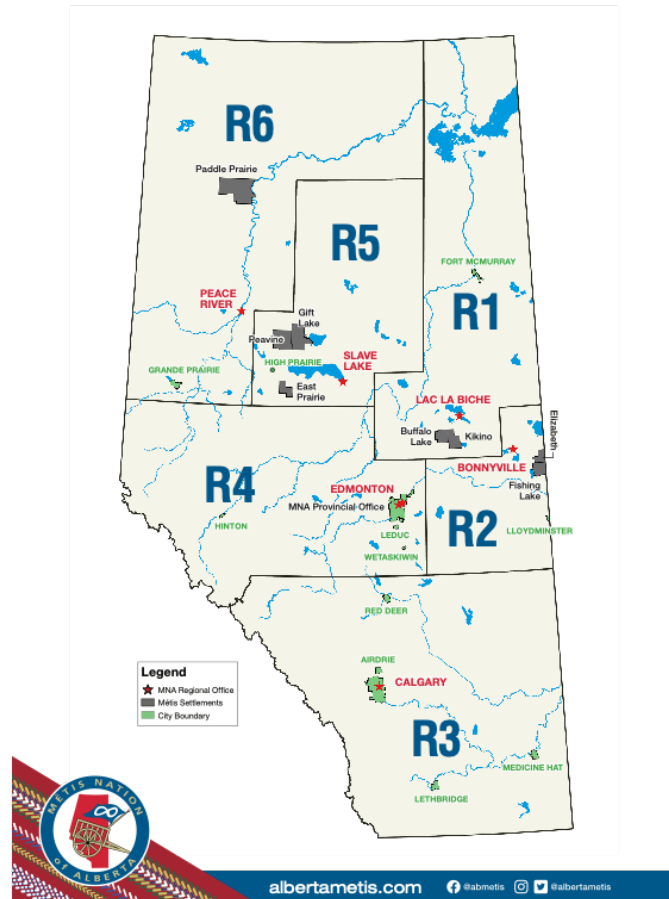 R6
Paddle Prairie
R5
FORT MCMURRAY
R1
PEACE
RIVER
Gift
Lake
Peavine
HIGH PRAIRIE
SLAVE
LAKE
GRANDE PRAIRIE
East
Prairie
LAC LA BICHE
Buffalo
Lake
Kikino
Elizabeth
BONNYVILLE
Fishing
Lake
R4
EDMONTON
MNA Provincial Office
HINTON
LEDUC
R2
LLOYDMINSTER
WETASKIWIN
RED DEER
AIRDRIE
CALGARY
Legend
MNA Regional Office
Métis Settlements
City Boundary
R3
MEDICINE HAT
LETHBRIDGE
MÉTIS NATION
of ALBERTA
albertametis.com
@abmetis
@albertametis